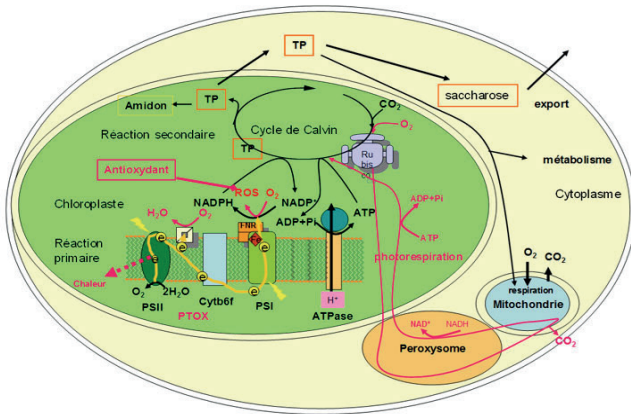 TP
saccharose
export
Amidon
TP
CO₂
Réaction secondaire
Cycle de Calvin
O₂
TP
Ru
bis
co
métabolisme
Antioxydant
Cytoplasme
ROS
O₂
NADPH
NADP⁺
ADP+Pi
Chloroplaste
H₂O
O₂
ADP+Pi
ATP
FNR
Réaction
primaire
ATP
photorespiration
e
e
e
e
e
O₂
CO₂
Chaleur
respiration
O₂
2H₂O
Cytb6f
PSI
H⁺
Mitochondrie
PSII
PTOX
ATPase
NAD⁺
NADH
Peroxysome
CO₂